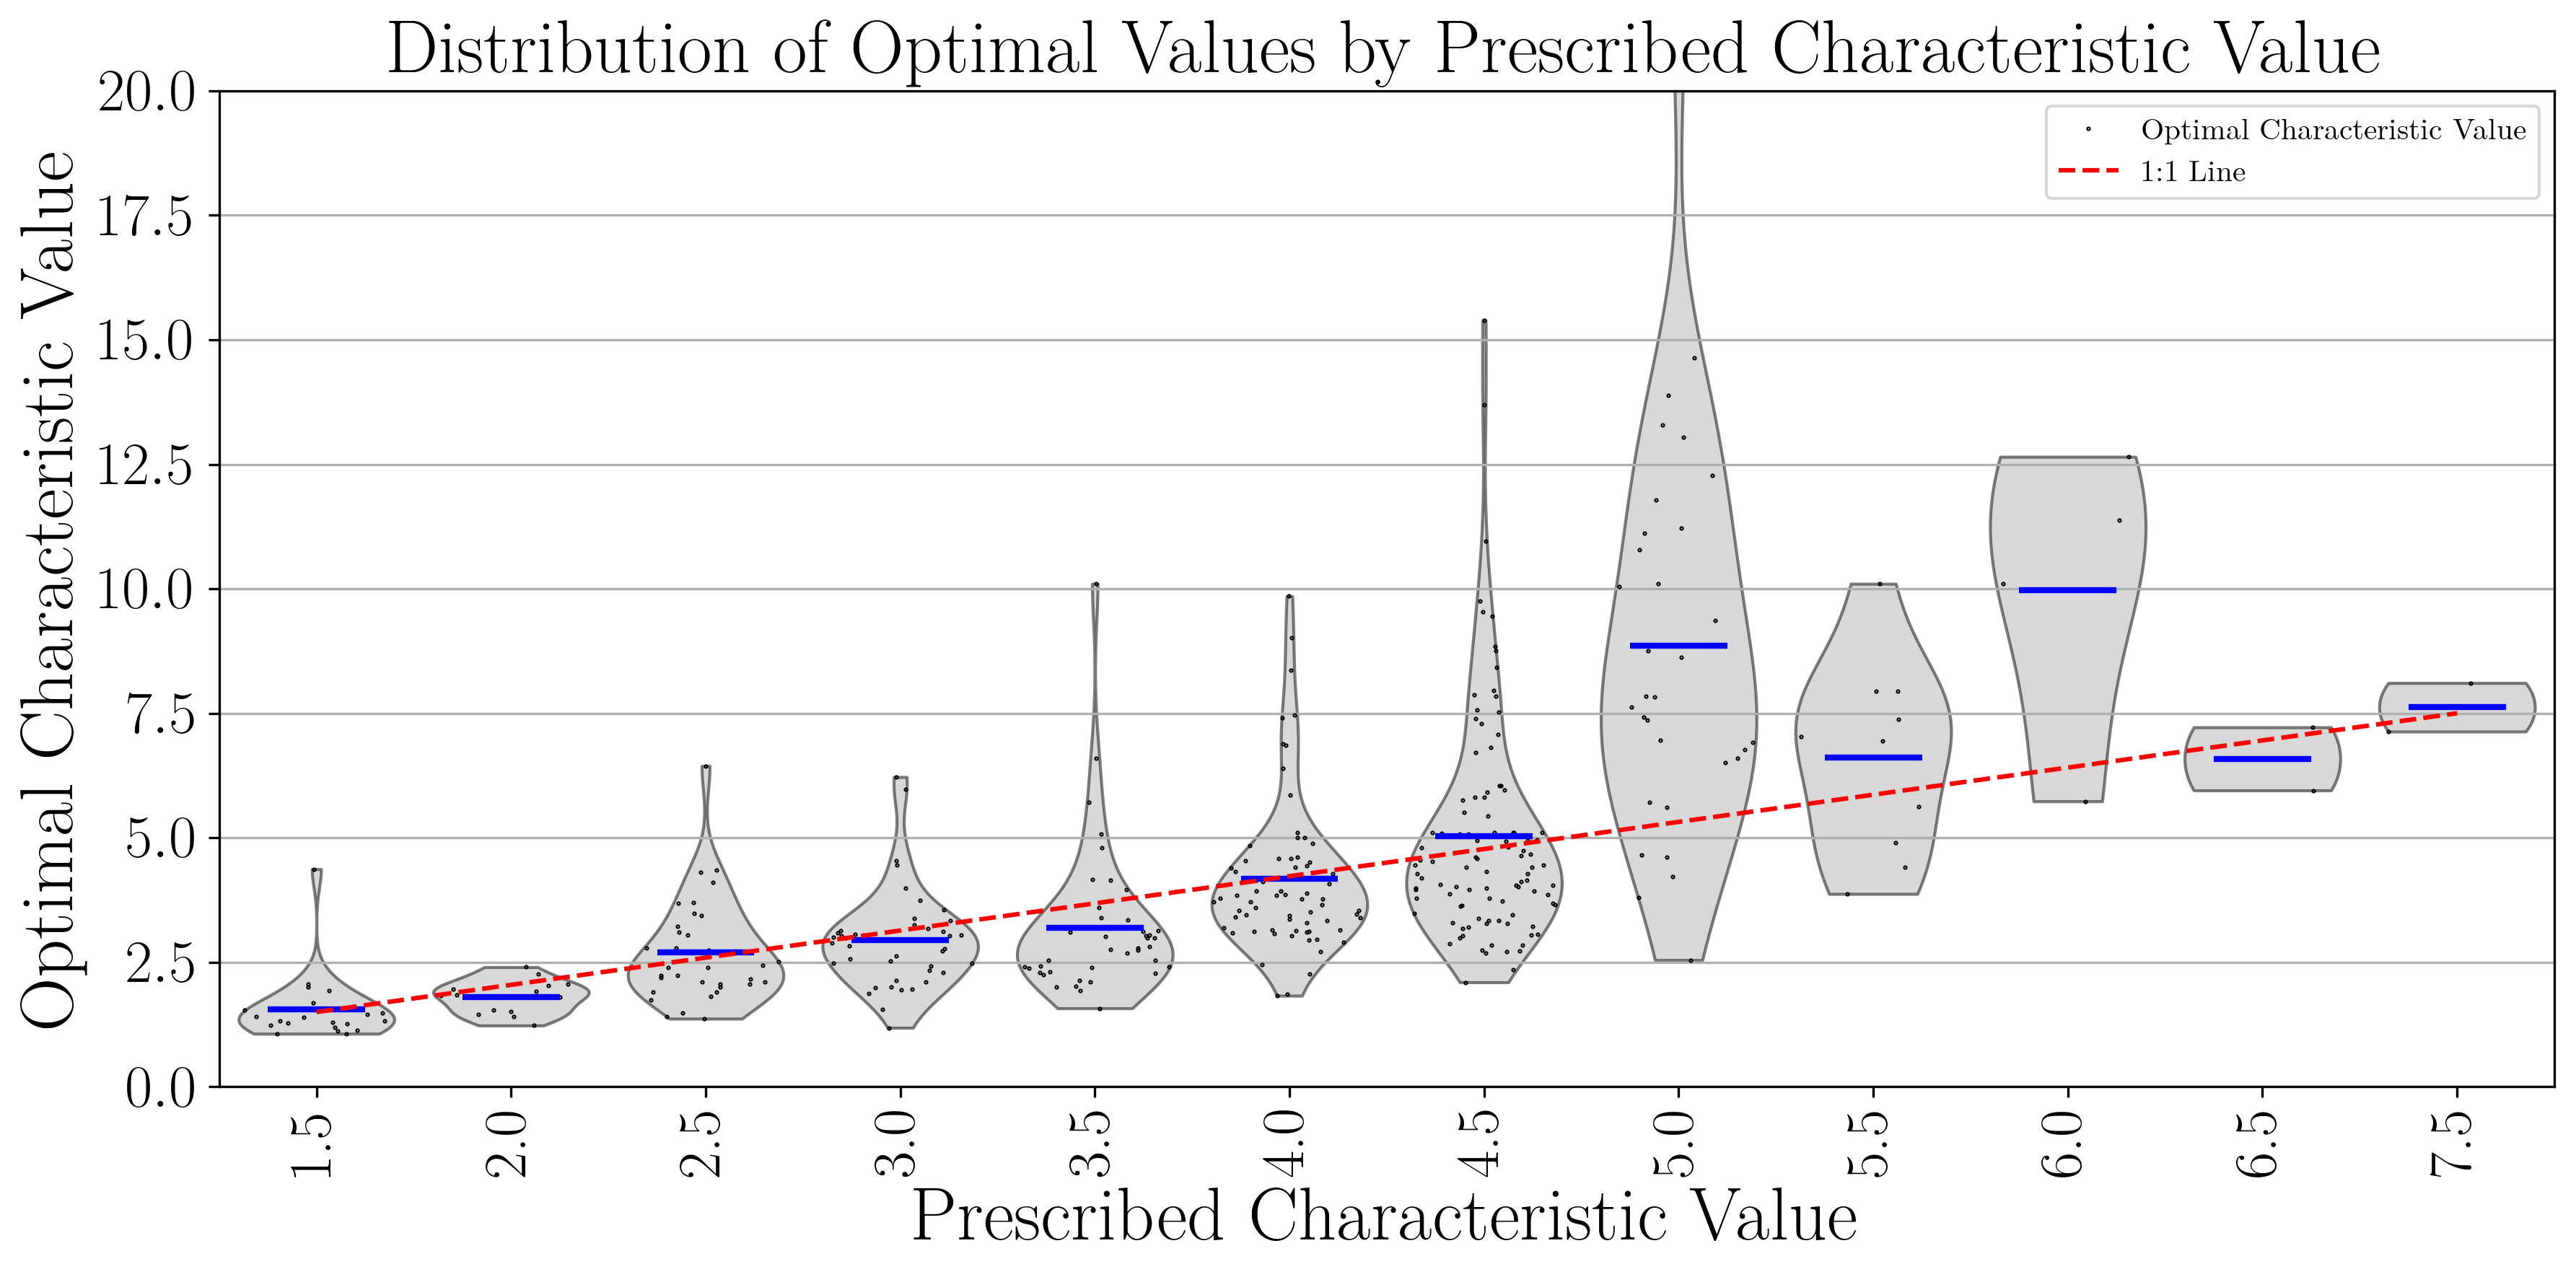 Distribution of Optimal Values by Prescribed Characteristic Value
Optimal Characteristic Value
20.0
17.5
15.0
12.5
10.0
7.5
5.0
2.5
0.0
Optimal Characteristic Value
1:1 Line
1.5 2.0 2.5 3.0 3.5 4.0 4.5 5.0 5.5 6.0 6.5 7.5
Prescribed Characteristic Value